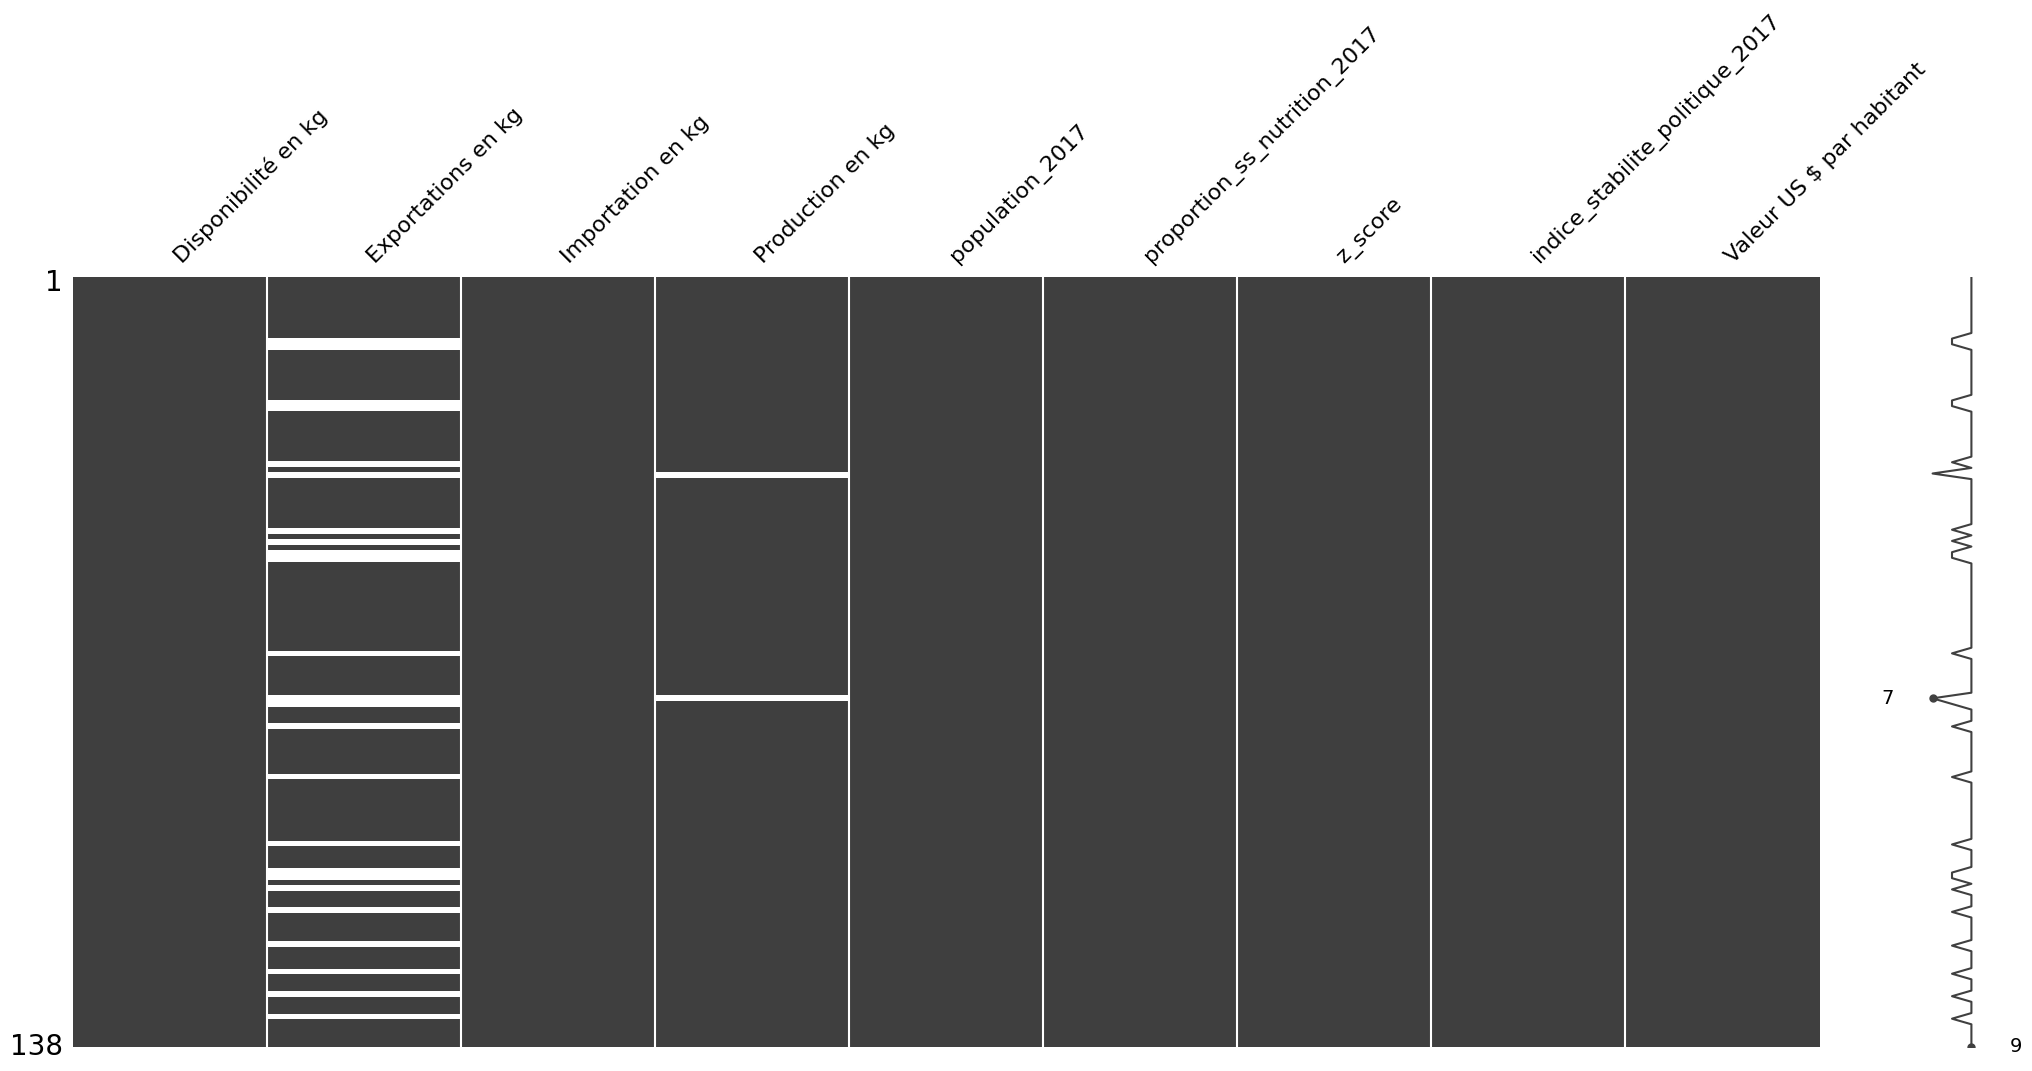 Disponibilité en kg
Exportations en kg
Importation en kg
Production en kg
population_2017
proportion_ss_nutrition_2017
z_score
indice_stabilite_politique_2017
Valeur US $ par habitant
1
7
138
9